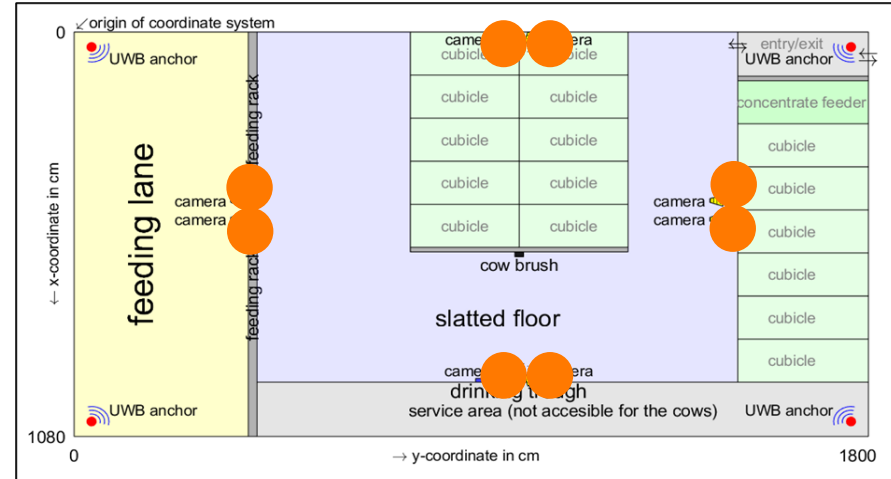 ↙origin of coordinate system
0
UWB anchor
entry/exit
UWB anchor
concentrate feeder
cubicle
cubicle
cubicle
cubicle
cubicle
cubicle
cubicle
cubicle
cubicle
cubicle
cubicle
cubicle
cubicle
cubicle
feeding rack
feeding lane
camera
camera
camera
camera
← x-coordinate in cm
feeding rack
cow brush
slatted floor
drinking trough
service area (not accesible for the cows)
UWB anchor
UWB anchor
1080
0
→ y-coordinate in cm
1800